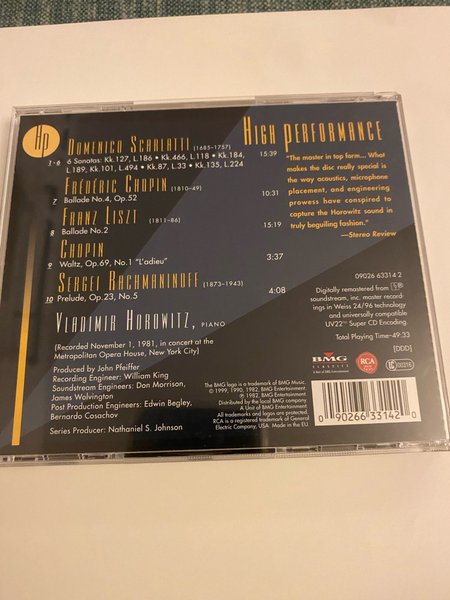 Hp
DOMENICO SCARLATTI (1685-1757)
1-6 6 Sonatas: Kk.127, L.186 • Kk.466, L.118 • Kk.184, 15:39
L.189, Kk.101, L.494 • Kk.87, L.33 • Kk.135, L.224
FRÉDÉRIC CHOPIN (1810-49)
7 Ballade No.4, Op.52 10:31
FRANZ LISZT (1811-86)
8 Ballade No.2 15:19
CHOPIN
9 Waltz, Op.69, No.1 "L'adieu" 3:37
SERGEI RACHMANINOFF (1873-1943)
10 Prelude, Op.23, No.5 4:08
VLADIMIR HOROWITZ, PIANO
(Recorded November 1, 1981, in concert at the
Metropolitan Opera House, New York City)
Produced by John Pfeiffer
Recording Engineer: William King
Soundstream Engineers: Don Morrison,
James Wolvington
Post Production Engineers: Edwin Begley,
Bernardo Cosachov
Series Producer: Nathaniel S. Johnson
HIGH PERFORMANCE
"The master in top form... What
makes the disc really special is
the way acoustics, microphone
placement, and engineering
prowess have conspired to
capture the Horowitz sound in
truly beguiling fashion."
—Stereo Review
09026 63314 2
Digitally remastered from
soundstream, inc. master recordings
in Weiss 24/96 technology
and universally compatible
UV22™ Super CD Encoding.
Total Playing Time-49:33
[DDD]
BMG
CLASSICS
RCA
The BMG logo is a trademark of BMG Music.
© 1999, 1990, 1982 BMG Entertainment.
℗ 1982, BMG Entertainment.
Distributed by the local BMG company
A Unit of BMG Entertainment.
All trademarks and logos are protected.
RCA is a registered trademark of General
Electric Company, USA. Made in the EU
0 90266 33142 0